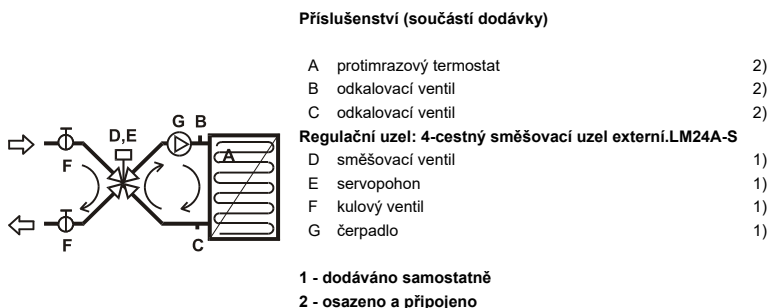 Příslušenství (součástí dodávky)
A protimrazový termostat 2)
B odkalovací ventil 2)
C odkalovací ventil 2)
Regulační uzel: 4-cestný směšovací uzel externí.LM24A-S
D směšovací ventil 1)
E servopohon 1)
F kulový ventil 1)
G čerpadlo 1)
1 - dodáváno samostatně
2 - osazeno a připojeno
G B
D,E
A
F
F
C